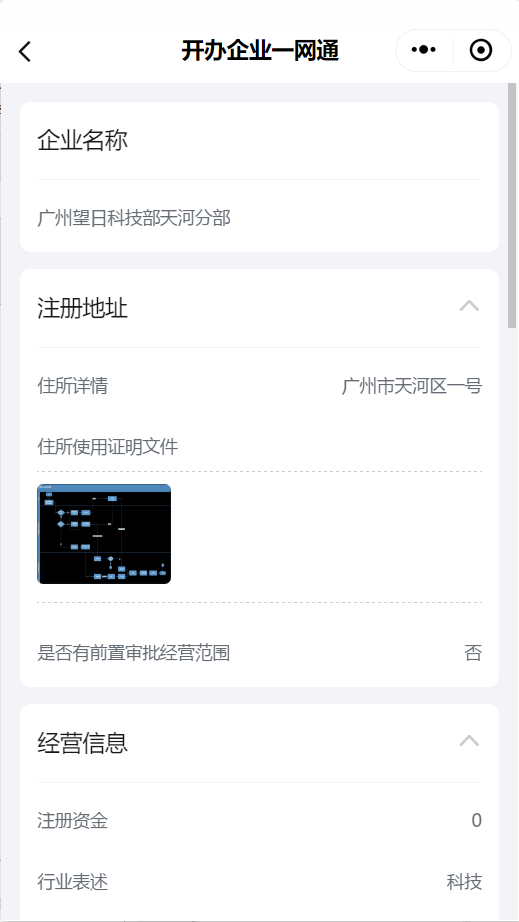 开办企业一网通
企业名称
广州望日科技部天河分部
注册地址
住所详情 广州市天河区一号
住所使用证明文件
是否有前置审批经营范围 否
经营信息
注册资金 0
行业表述 科技